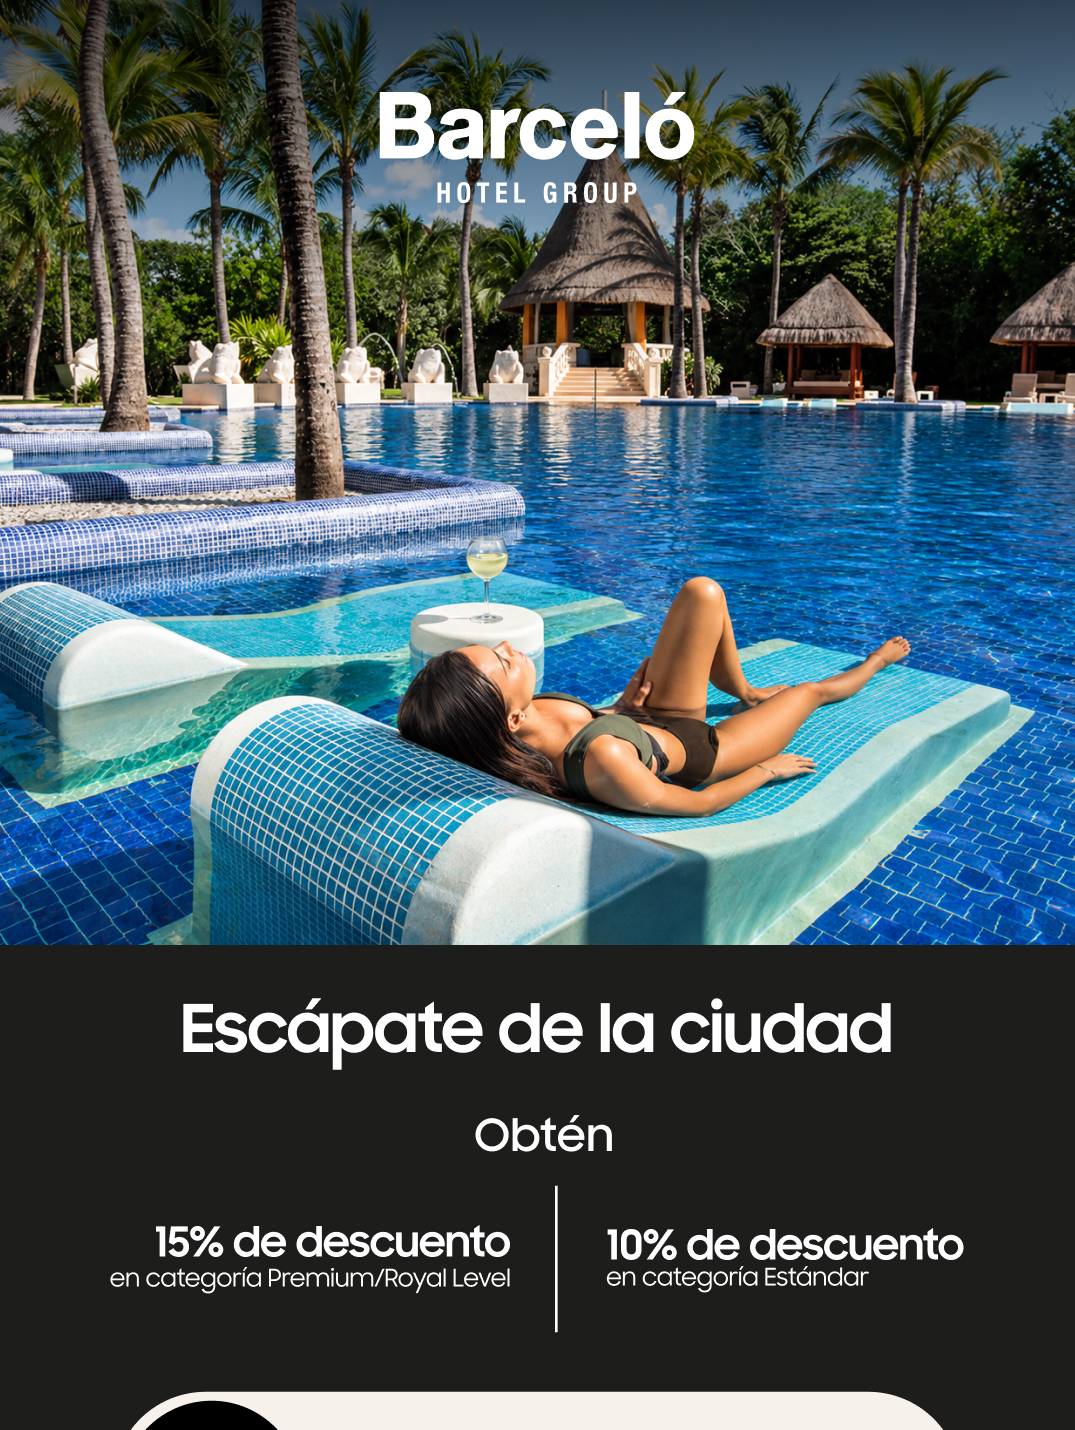 Barceló
HOTEL GROUP
Escápate de la ciudad
Obtén
15% de descuento
en categoría Premium/Royal Level
10% de descuento
en categoría Estándar